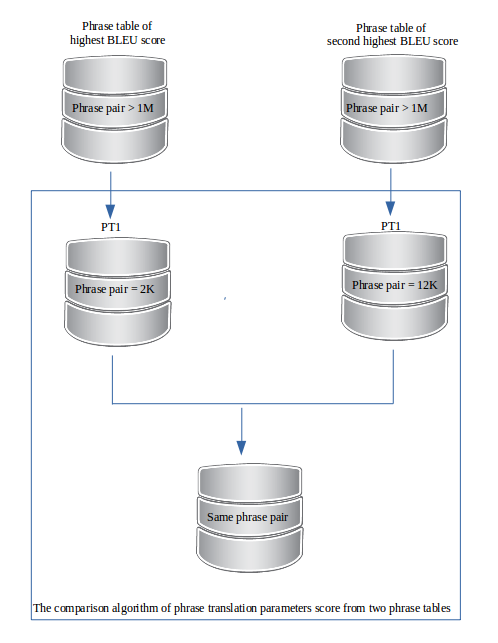 Phrase table of
highest BLEU score
Phrase table of
second highest BLEU score
Phrase pair > 1M
Phrase pair > 1M
PT1
PT1
Phrase pair = 2K
Phrase pair = 12K
Same phrase pair
The comparison algorithm of phrase translation parameters score from two phrase tables